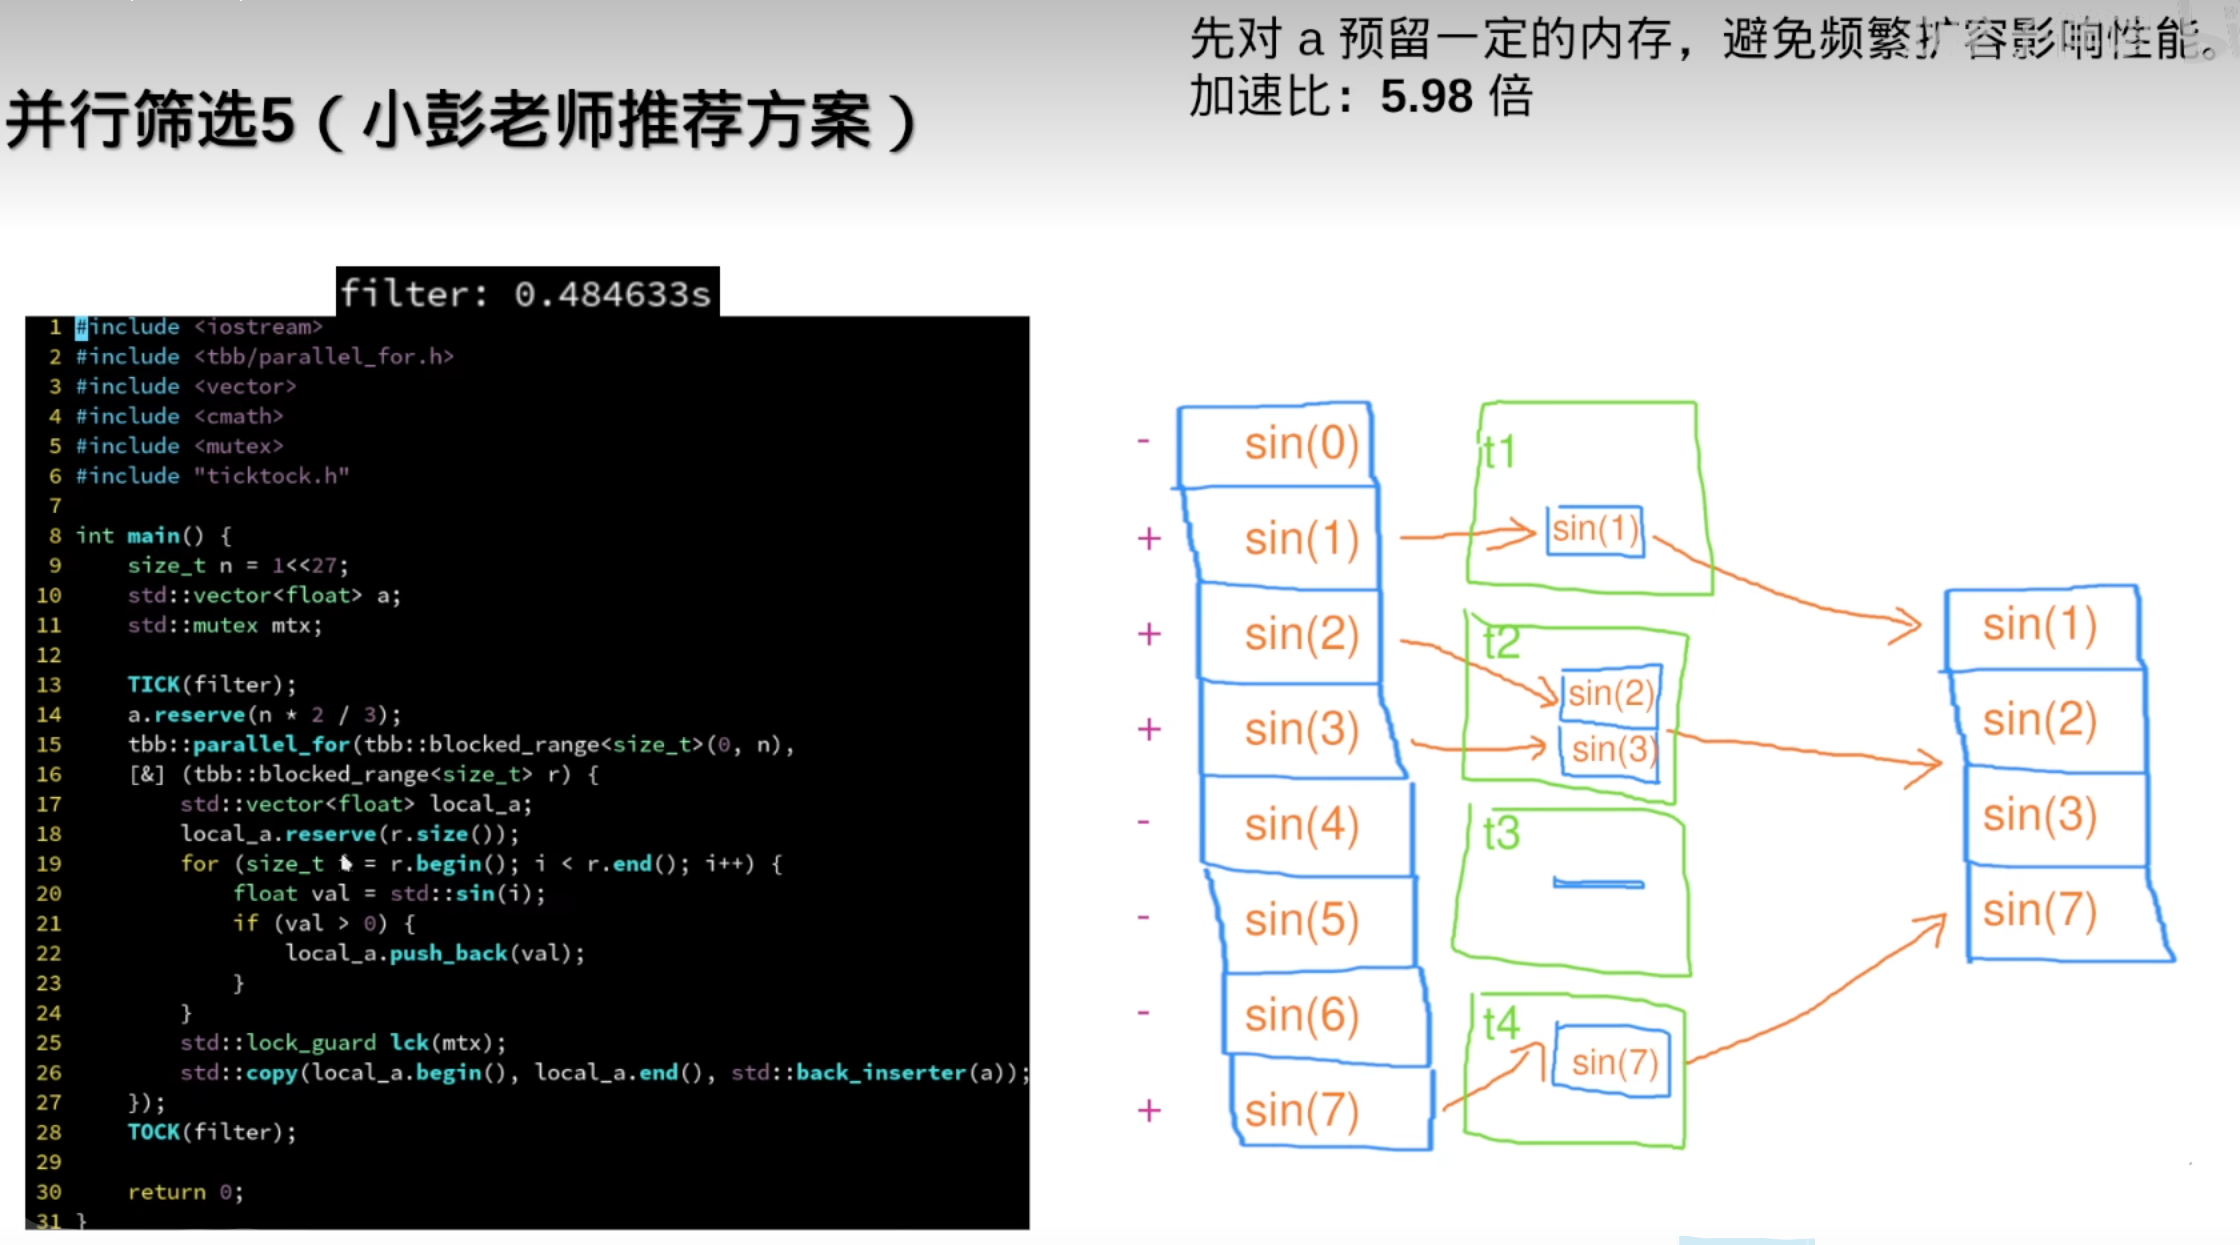 先对 a 预留一定的内存，避免频繁扩容影响性能。
加速比：5.98 倍
并行筛选5（小彭老师推荐方案）
filter: 0.484633s
1 #include <iostream>
2 #include <tbb/parallel_for.h>
3 #include <vector>
4 #include <cmath>
5 #include <mutex>
6 #include "ticktock.h"
7
8 int main() {
9     size_t n = 1<<27;
10     std::vector<float> a;
11     std::mutex mtx;
12
13     TICK(filter);
14     a.reserve(n * 2 / 3);
15     tbb::parallel_for(tbb::blocked_range<size_t>(0, n),
16     [&] (tbb::blocked_range<size_t> r) {
17         std::vector<float> local_a;
18         local_a.reserve(r.size());
19         for (size_t = r.begin(); i < r.end(); i++) {
20             float val = std::sin(i);
21             if (val > 0) {
22                 local_a.push_back(val);
23             }
24         }
25         std::lock_guard lck(mtx);
26         std::copy(local_a.begin(), local_a.end(), std::back_inserter(a));
27     });
28     TOCK(filter);
29
30     return 0;
31 }
- sin(0)
+ sin(1)
+ sin(2)
+ sin(3)
- sin(4)
- sin(5)
- sin(6)
+ sin(7)
t1
sin(1)
t2
sin(2)
sin(3)
t3
t4
sin(7)
sin(1)
sin(2)
sin(3)
sin(7)